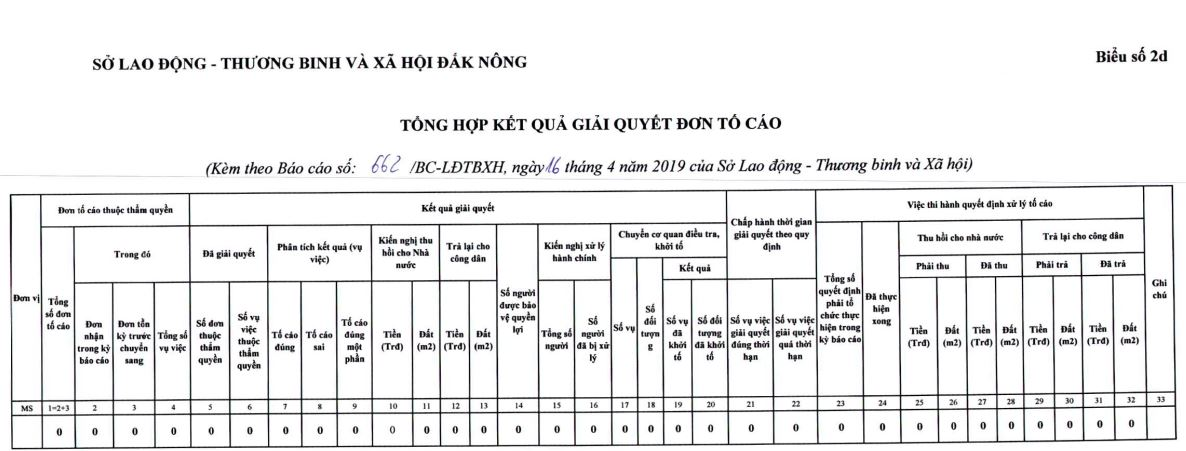 SỞ LAO ĐỘNG - THƯƠNG BINH VÀ XÃ HỘI ĐẮK NÔNG
Biểu số 2d
TỔNG HỢP KẾT QUẢ GIẢI QUYẾT ĐƠN TỐ CÁO
(Kèm theo Báo cáo số: 662 /BC-LĐTBXH, ngày 16 tháng 4 năm 2019 của Sở Lao động - Thương binh và Xã hội)
Đơn vị
Đơn tố cáo thuộc thẩm quyền
Tổng
số đơn
tố cáo
Trong đó
Đơn
nhận
trong kỳ
báo cáo
Đơn tồn
kỳ trước
chuyển
sang
Tổng số
vụ việc
Kết quả giải quyết
Đã giải quyết
Số đơn
thuộc
thẩm
quyền
Số vụ
việc
thuộc
thẩm
quyền
Phân tích kết quả (vụ
việc)
Tố cáo
đúng
Tố cáo
sai
Tố cáo
đúng
một
phần
Kiến nghị thu
hồi cho Nhà
nước
Tiền
(Trđ)
Đất
(m2)
Trả lại cho
công dân
Tiền
(Trđ)
Đất
(m2)
Số người
được bảo
vệ quyền
lợi
Kiến nghị xử lý
hành chính
Tổng số
người
Số
người
đã bị xử
lý
Chuyển cơ quan điều tra,
khởi tố
Số vụ
Số
đối
tượn
g
Kết quả
Số vụ
đã
khởi
tố
Số đối
tượng
đã khởi
tố
Chấp hành thời gian
giải quyết theo quy
định
Số vụ việc
giải quyết
đúng thời
hạn
Số vụ việc
giải quyết
quá thời
hạn
Việc thi hành quyết định xử lý tố cáo
Tổng số
quyết định
phải tổ
chức thực
hiện trong
kỳ báo cáo
Đã thực
hiện
xong
Thu hồi cho nhà nước
Phải thu
Tiền
(Trđ)
Đất
(m2)
Đã thu
Tiền
(Trđ)
Đất
(m2)
Trả lại cho công dân
Phải trả
Tiền
(Trđ)
Đất
(m2)
Đã trả
Tiền
(Trđ)
Đất
(m2)
Ghi
chú
MS 1=2+3 2 3 4 5 6 7 8 9 10 11 12 13 14 15 16 17 18 19 20 21 22 23 24 25 26 27 28 29 30 31 32 33
0 0 0 0 0 0 0 0 0 0 0 0 0 0 0 0 0 0 0 0 0 0 0 0 0 0 0 0 0 0 0 0